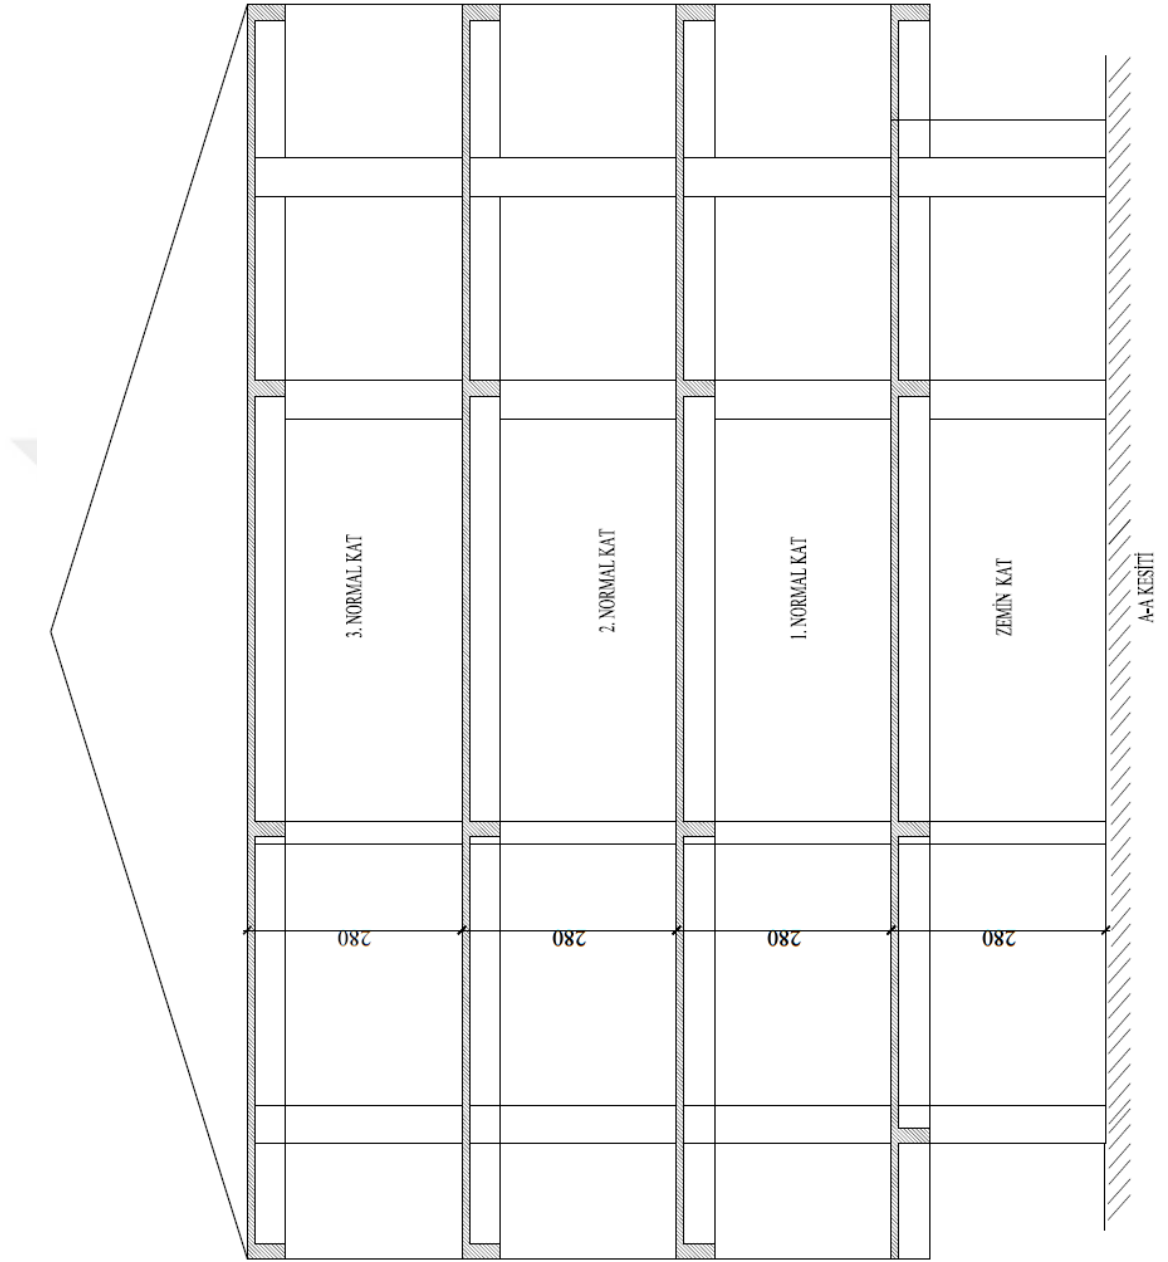 3. NORMAL KAT
2. NORMAL KAT
1. NORMAL KAT
ZEMİN KAT
280
280
280
280
A-A KESİTİ